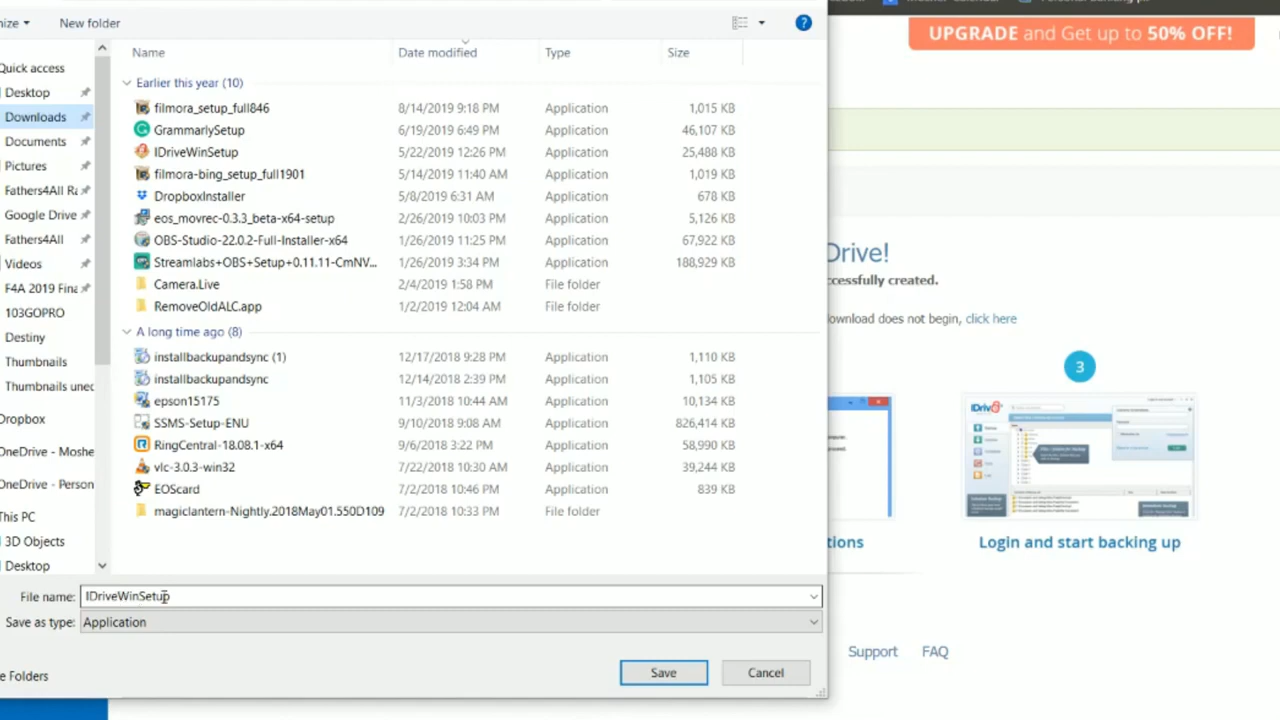 UPGRADE and Get up to 50% OFF!
New folder
Name Date modified Type Size
Quick access
Desktop
Downloads
Documents
Pictures
Fathers4All Ra
Google Drive
Fathers4All
Videos
F4A 2019 Fina
103GOPRO
Destiny
Thumbnails
Thumbnails unec
Dropbox
OneDrive - Moshe
OneDrive - Person
This PC
3D Objects
Desktop
Earlier this year (10)
filmora_setup_full846 8/14/2019 9:18 PM Application 1,015 KB
GrammarlySetup 6/19/2019 6:49 PM Application 46,107 KB
IDriveWinSetup 5/22/2019 12:26 PM Application 25,488 KB
filmora-bing_setup_full1901 5/14/2019 11:40 AM Application 1,019 KB
DropboxInstaller 5/8/2019 6:31 AM Application 678 KB
eos_movrec-0.3.3_beta-x64-setup 2/26/2019 10:03 PM Application 5,126 KB
OBS-Studio-22.0.2-Full-Installer-x64 1/26/2019 11:25 PM Application 67,922 KB
Streamlabs+OBS+Setup+0.11.11-CmNV... 1/26/2019 3:34 PM Application 188,929 KB
Camera.Live 2/4/2019 1:58 PM File folder
RemoveOldALC.app 1/2/2019 12:04 AM File folder
A long time ago (8)
installbackupandsync (1) 12/17/2018 9:28 PM Application 1,110 KB
installbackupandsync 12/14/2018 2:39 PM Application 1,105 KB
epson15175 11/3/2018 10:44 AM Application 10,134 KB
SSMS-Setup-ENU 9/10/2018 9:08 AM Application 826,414 KB
RingCentral-18.08.1-x64 9/6/2018 3:22 PM Application 58,990 KB
vlc-3.0.3-win32 7/22/2018 10:30 AM Application 39,244 KB
EOScard 7/2/2018 10:46 PM Application 839 KB
magiclantern-Nightly.2018May01.550D109 7/2/2018 10:33 PM File folder
File name: IDriveWinSetup
Save as type: Application
e Folders
Save Cancel
Drive!
ccessfully created.
ownload does not begin, click here
3
IDrive
tions
Login and start backing up
Support FAQ